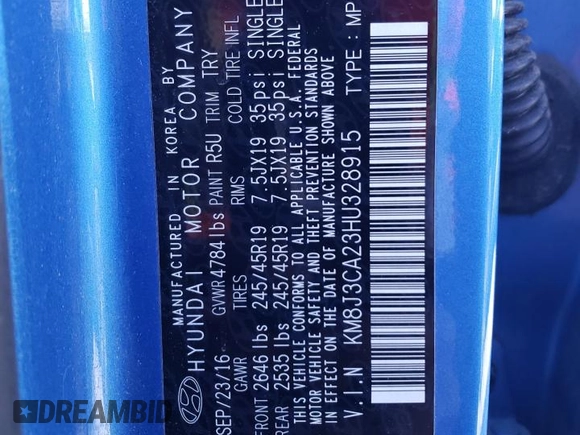 MANUFACTURED IN KOREA BY
HYUNDAI MOTOR COMPANY
SEP/23/16 GVWR 4784 lbs PAINT R5U TRIM TRY
GAWR TIRES RIMS COLD TIRE INFL
FRONT 2646 lbs 245/45R19 7.5JX19 35psi SINGLE
REAR 2535 lbs 245/45R19 7.5JX19 35psi SINGLE
THIS VEHICLE CONFORMS TO ALL APPLICABLE U.S.A. FEDERAL
MOTOR VEHICLE SAFETY AND THEFT PREVENTION STANDARDS
IN EFFECT ON THE DATE OF MANUFACTURE SHOWN ABOVE
V.I.N KM8J3CA23HU328915 TYPE : MP
DREAMBID